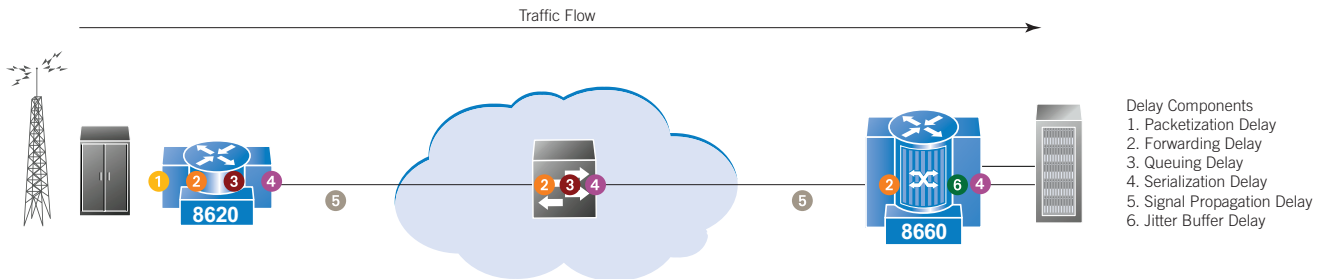 Traffic Flow
1 2 3 4
8620
5
2 3 4
5
2 6 4
8660
Delay Components
1. Packetization Delay
2. Forwarding Delay
3. Queuing Delay
4. Serialization Delay
5. Signal Propagation Delay
6. Jitter Buffer Delay